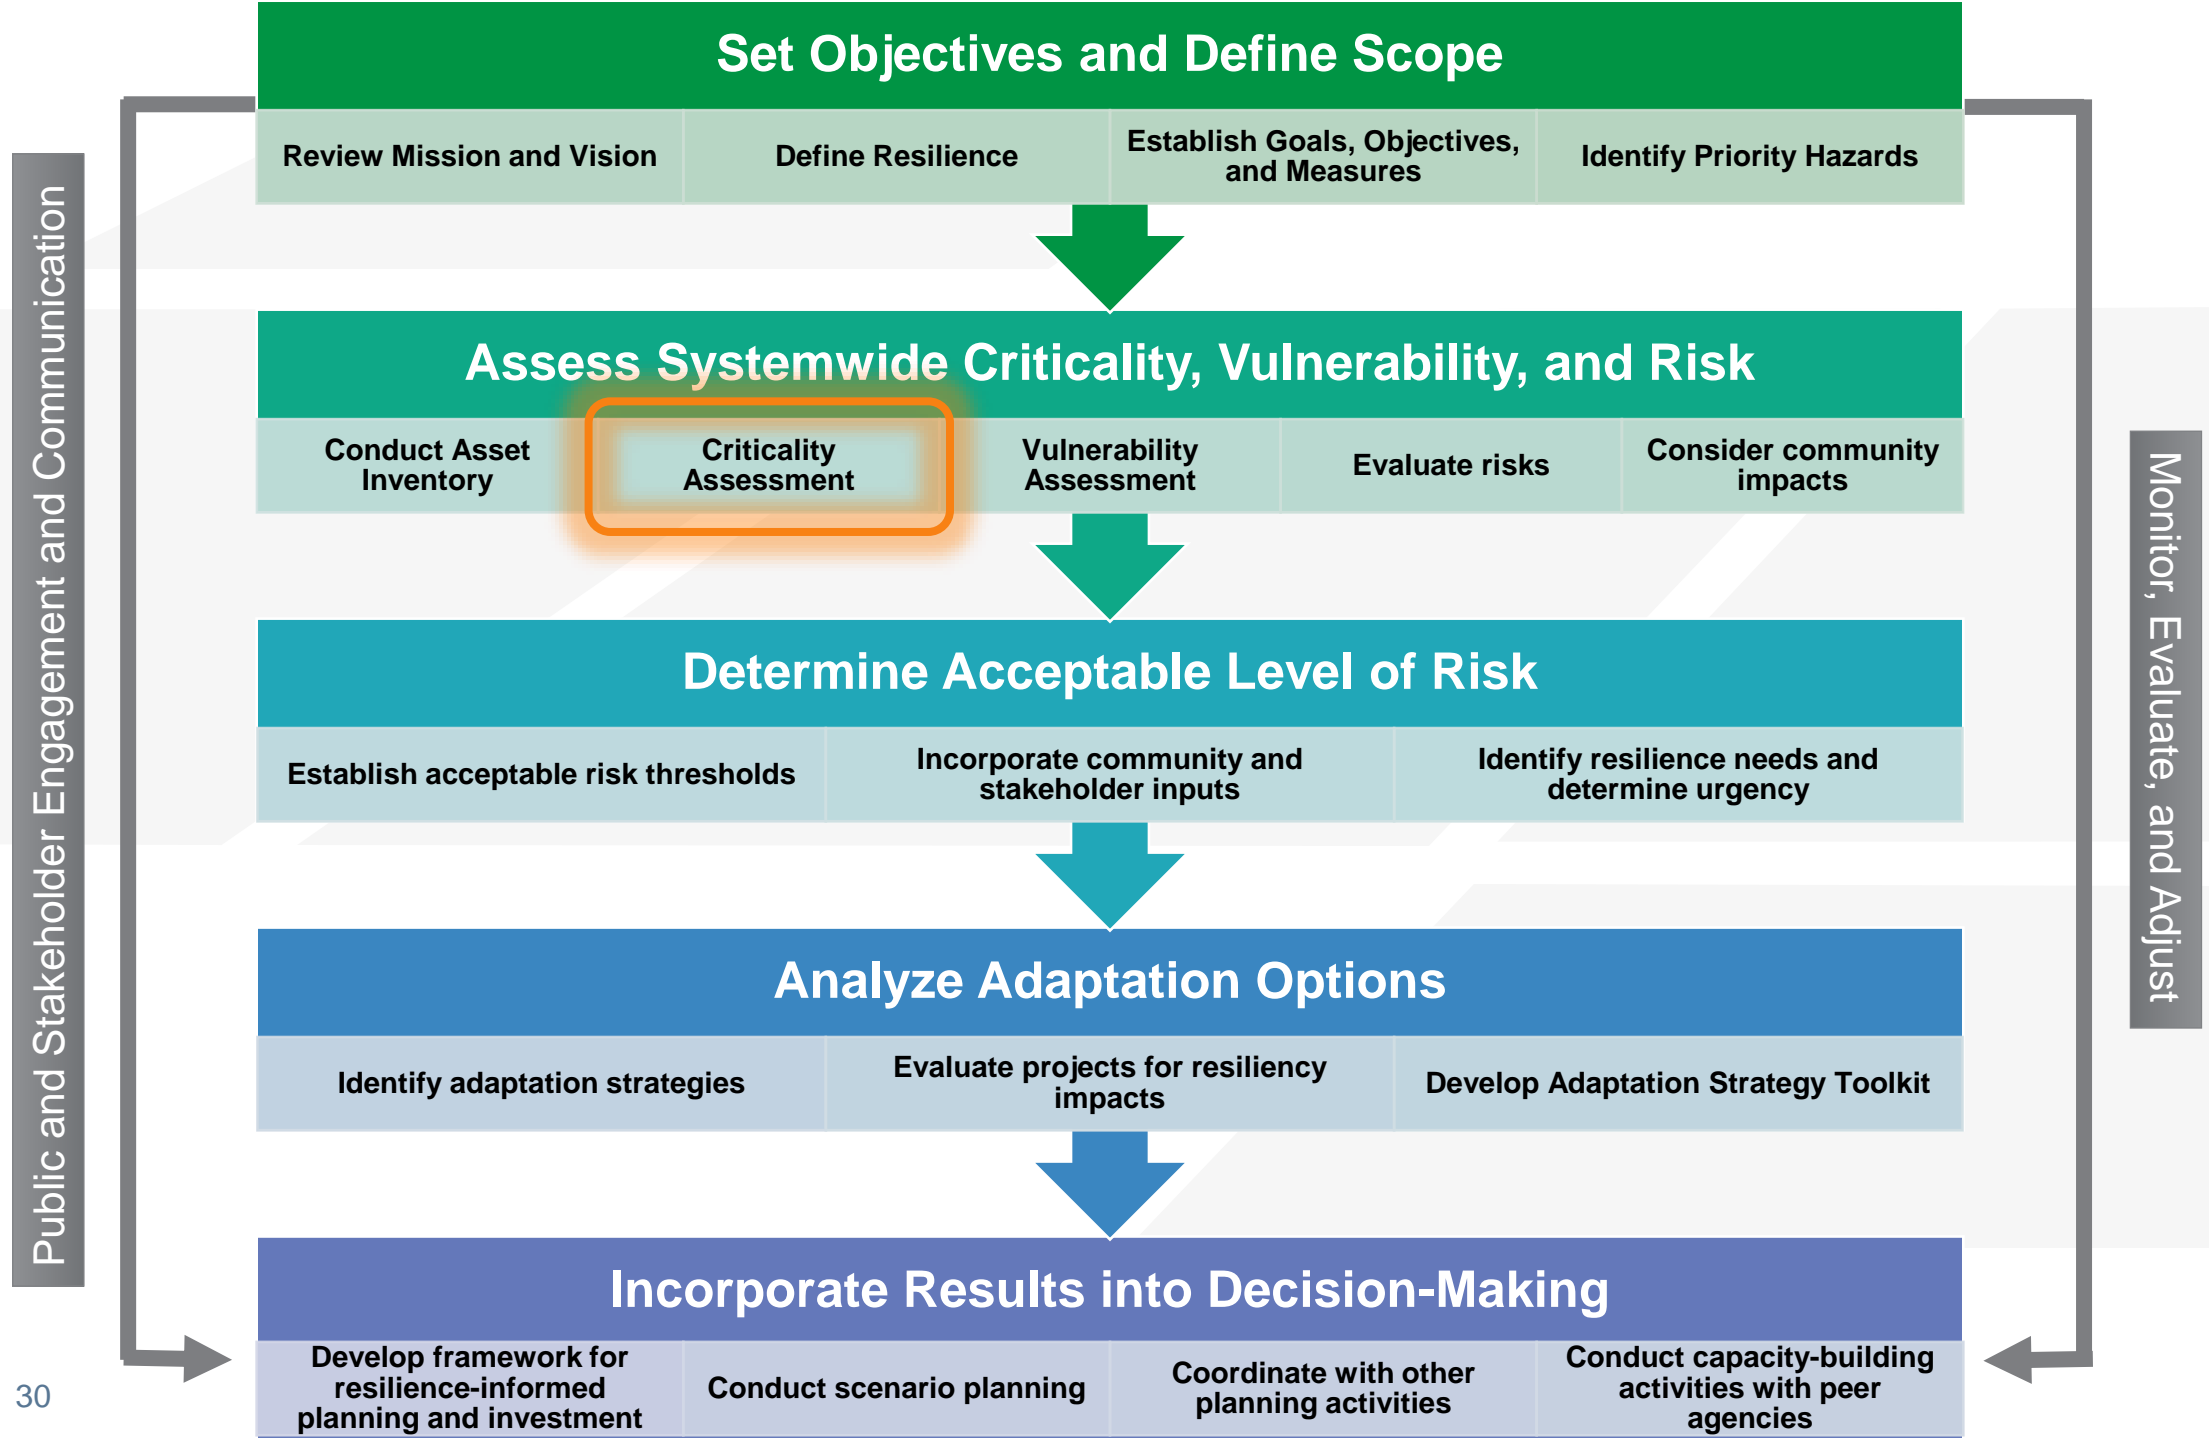 Set Objectives and Define Scope
Review Mission and Vision
Define Resilience
Establish Goals, Objectives,
and Measures
Identify Priority Hazards
Assess Systemwide Criticality, Vulnerability, and Risk
Conduct Asset
Inventory
Criticality
Assessment
Vulnerability
Assessment
Evaluate risks
Consider community
impacts
Determine Acceptable Level of Risk
Establish acceptable risk thresholds
Incorporate community and
stakeholder inputs
Identify resilience needs and
determine urgency
Analyze Adaptation Options
Identify adaptation strategies
Evaluate projects for resiliency
impacts
Develop Adaptation Strategy Toolkit
Incorporate Results into Decision-Making
Develop framework for
resilience-informed
planning and investment
Conduct scenario planning
Coordinate with other
planning activities
Conduct capacity-building
activities with peer
agencies
Public and Stakeholder Engagement and Communication
Monitor, Evaluate, and Adjust
30